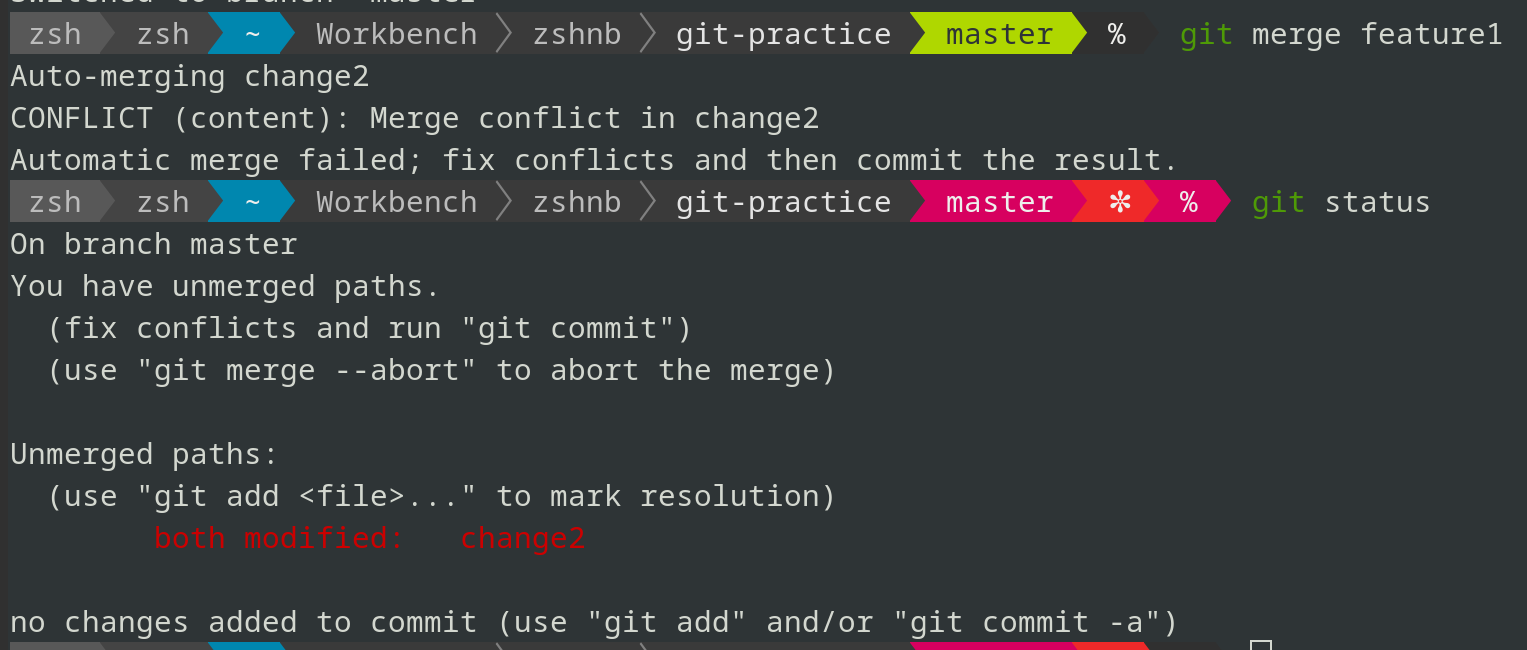 Switched to branch 'master'
zsh zsh ~ Workbench zshnb git-practice master % git merge feature1
Auto-merging change2
CONFLICT (content): Merge conflict in change2
Automatic merge failed; fix conflicts and then commit the result.
zsh zsh ~ Workbench zshnb git-practice master ✼ % git status
On branch master
You have unmerged paths.
  (fix conflicts and run "git commit")
  (use "git merge --abort" to abort the merge)
Unmerged paths:
  (use "git add <file>..." to mark resolution)
        both modified:   change2
no changes added to commit (use "git add" and/or "git commit -a")